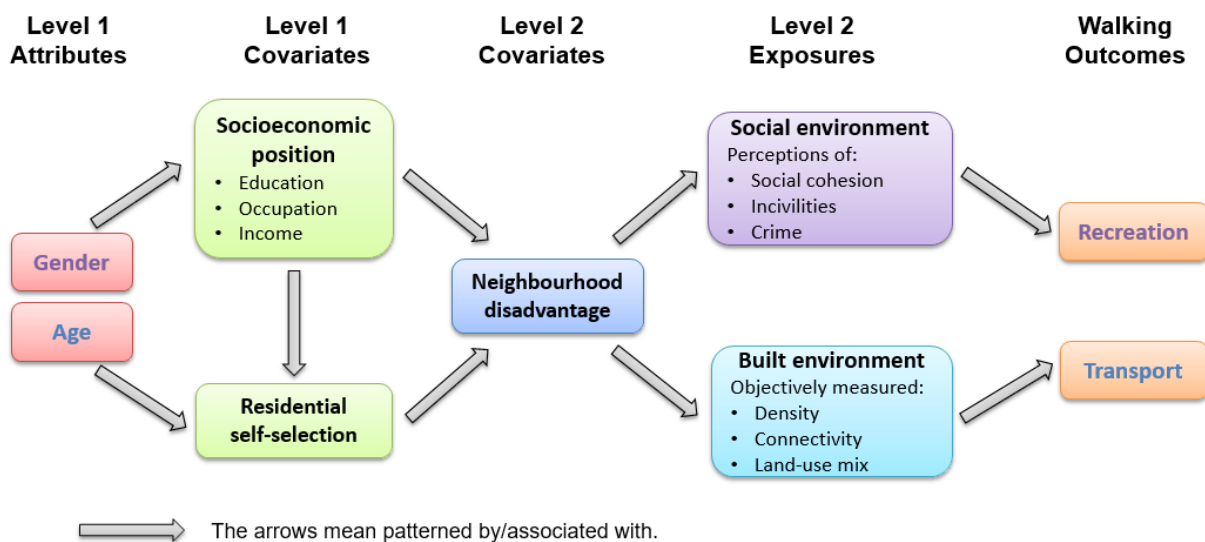 Level 1
Attributes
Level 1
Covariates
Level 2
Covariates
Level 2
Exposures
Walking
Outcomes
Gender
Age
Socioeconomic
position
• Education
• Occupation
• Income
Residential
self-selection
Neighbourhood
disadvantage
Social environment
Perceptions of:
• Social cohesion
• Incivilities
• Crime
Built environment
Objectively measured:
• Density
• Connectivity
• Land-use mix
Recreation
Transport
The arrows mean patterned by/associated with.